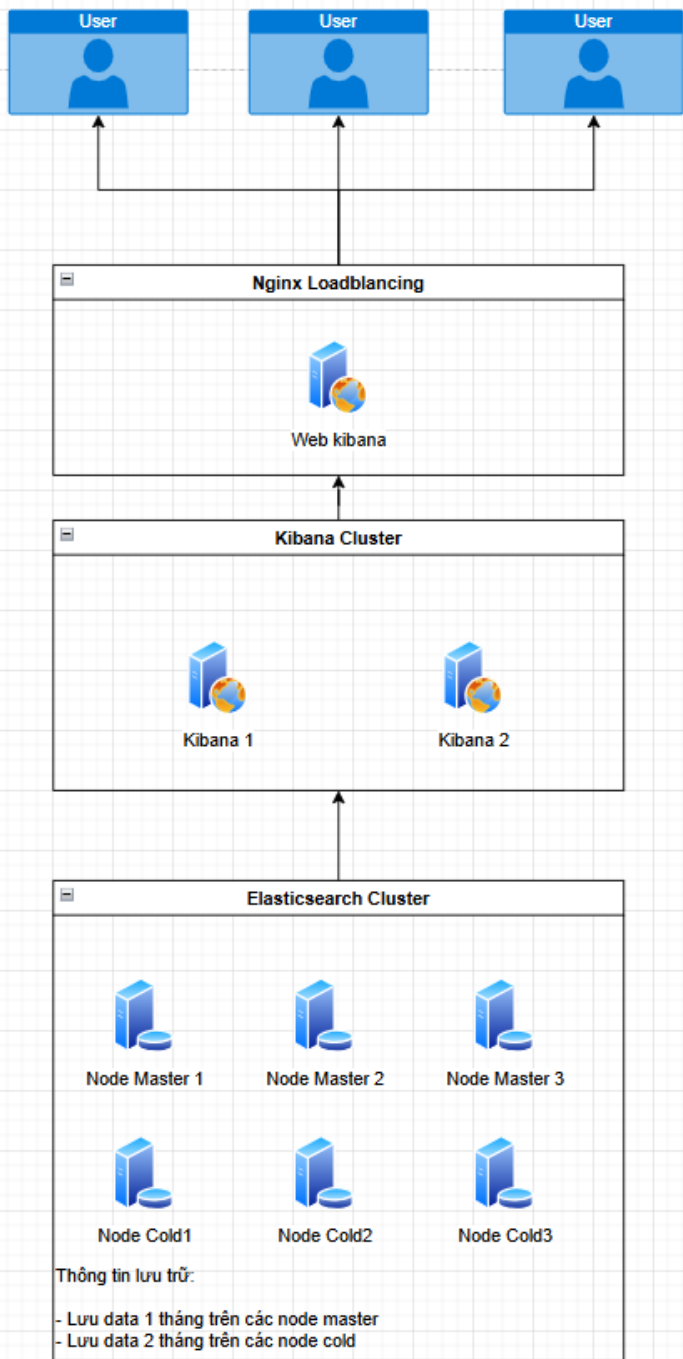 User
User
User
Nginx Loadblancing
Web kibana
Kibana Cluster
Kibana 1
Kibana 2
Elasticsearch Cluster
Node Master 1
Node Master 2
Node Master 3
Node Cold1
Node Cold2
Node Cold3
Thông tin lưu trữ:
- Lưu data 1 tháng trên các node master
- Lưu data 2 tháng trên các node cold